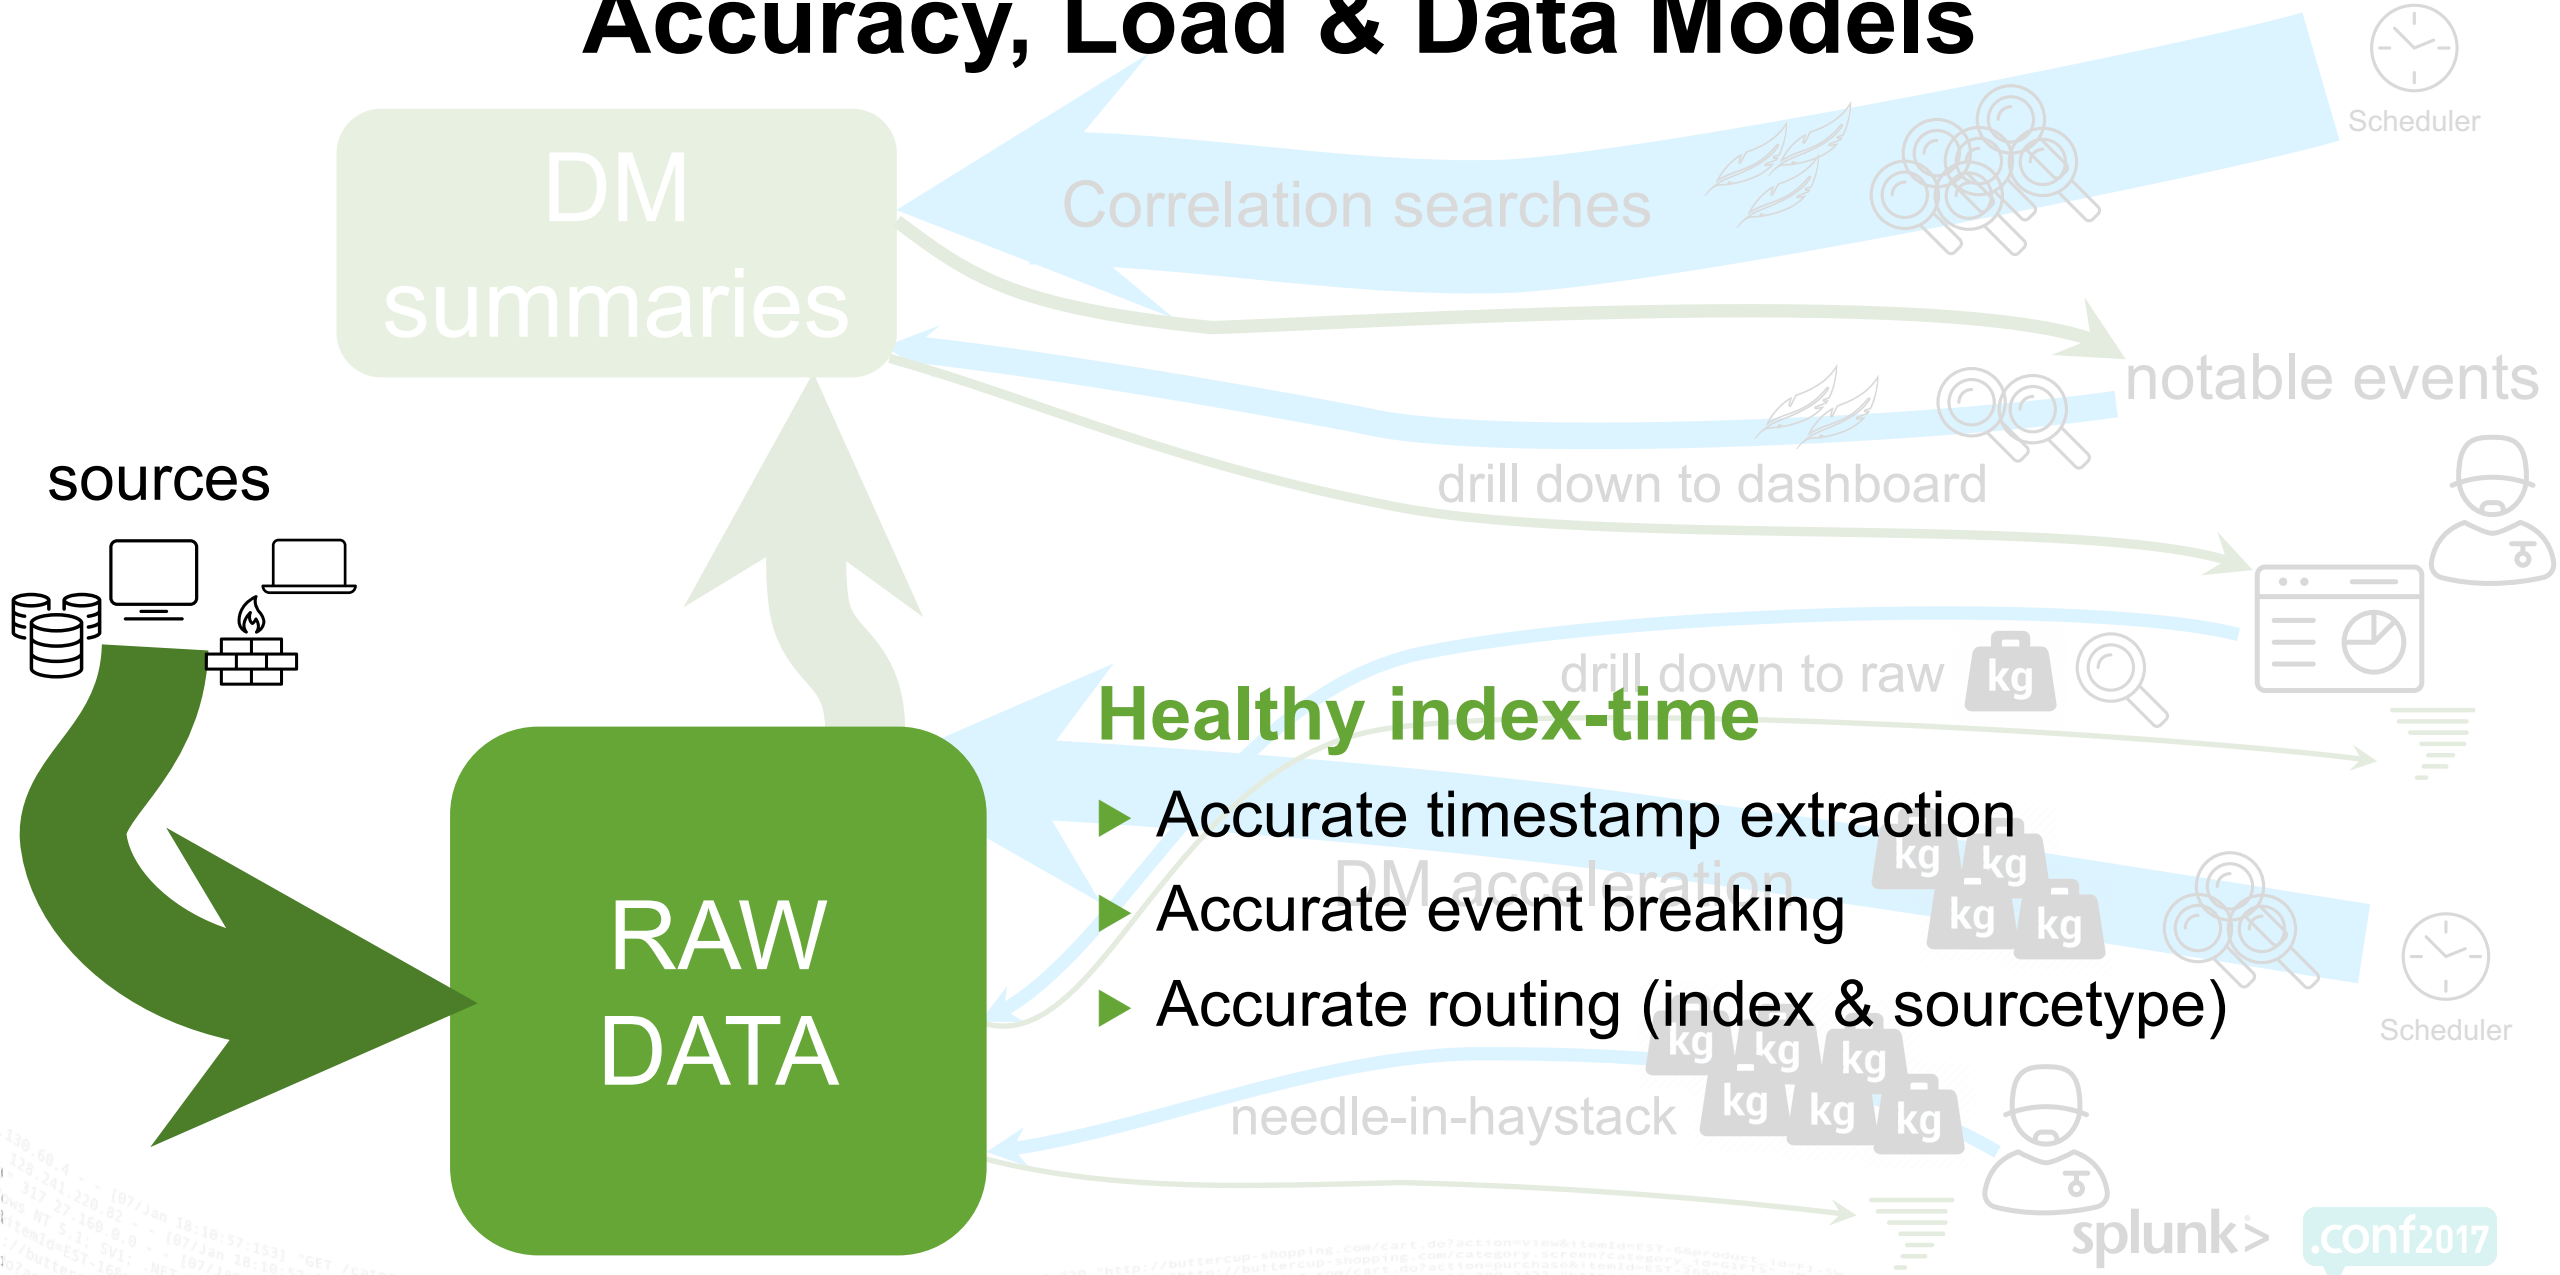 Accuracy, Load & Data Models
Scheduler
DM
summaries
Correlation searches
notable events
drill down to dashboard
sources
drill down to raw
kg
Healthy index-time
Accurate timestamp extraction
kg kg
DM acceleration
Accurate event breaking
kg kg
RAW
DATA
Accurate routing (index & sourcetype)
Scheduler
kg kg kg
needle-in-haystack
kg kg kg
splunk>
.conf2017